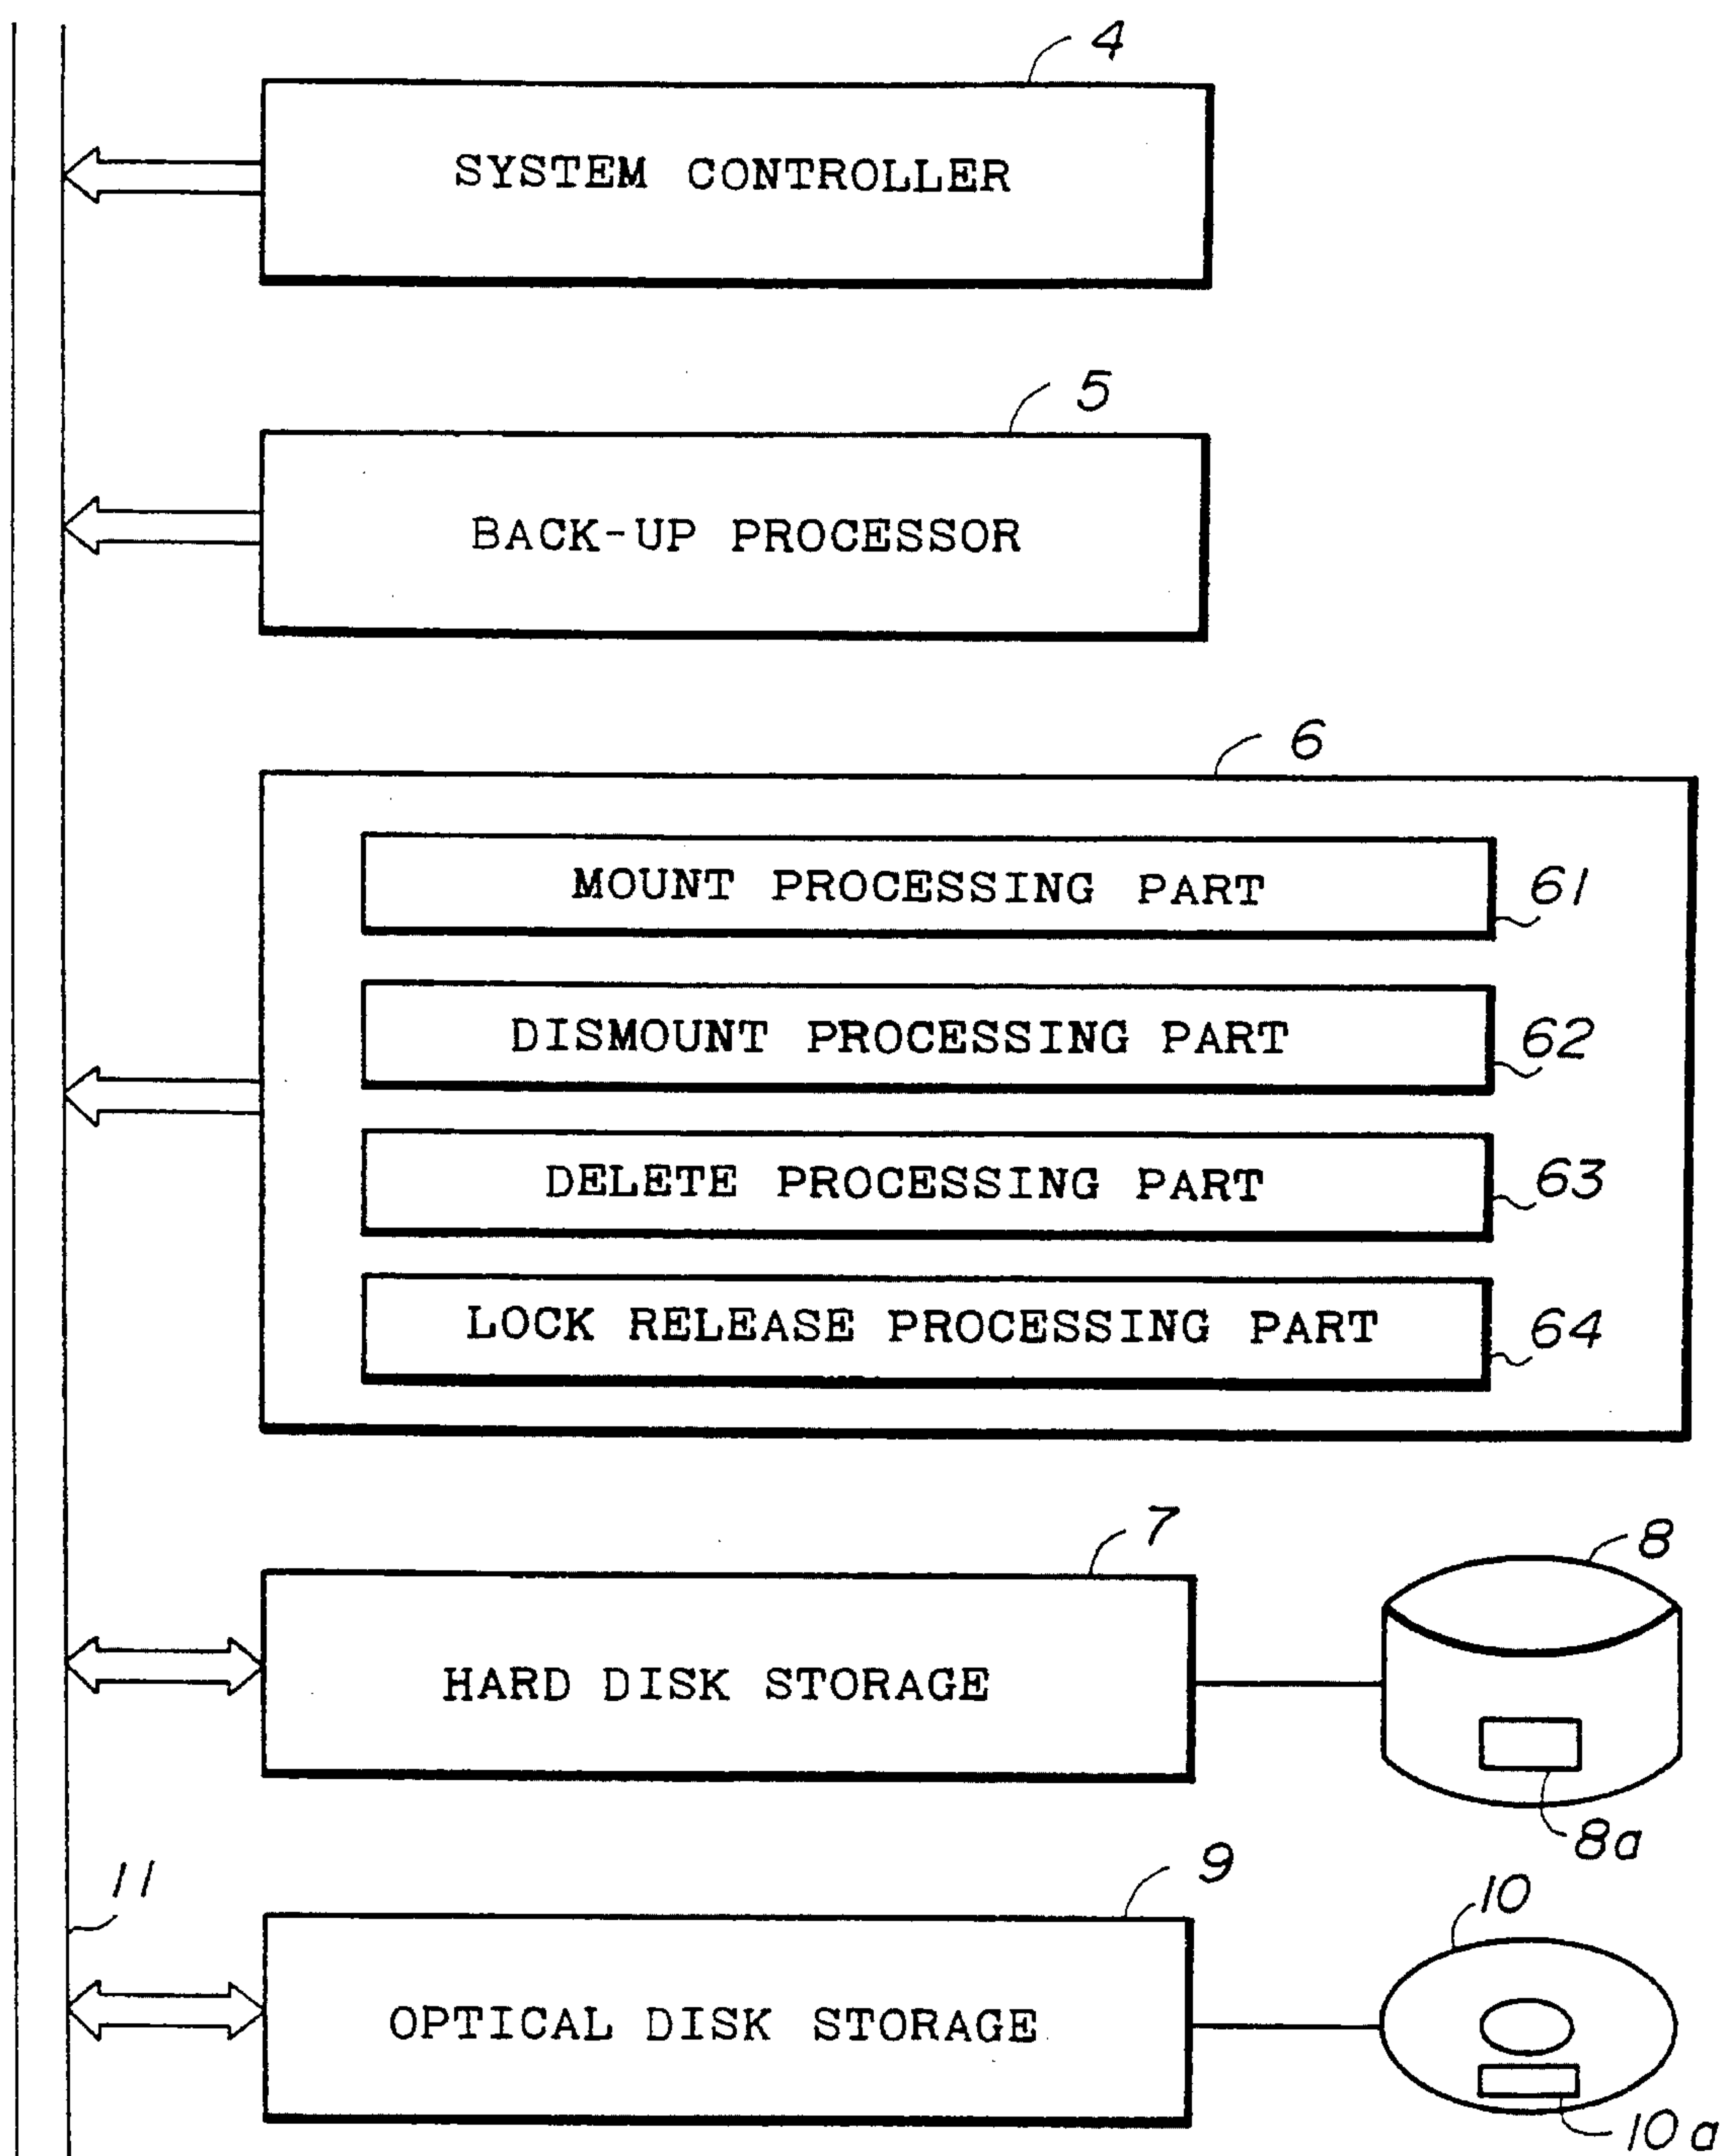 4
SYSTEM CONTROLLER
5
BACK-UP PROCESSOR
6
MOUNT PROCESSING PART
61
DISMOUNT PROCESSING PART
62
DELETE PROCESSING PART
63
LOCK RELEASE PROCESSING PART
64
7
8
HARD DISK STORAGE
8a
11
9
10
OPTICAL DISK STORAGE
10a